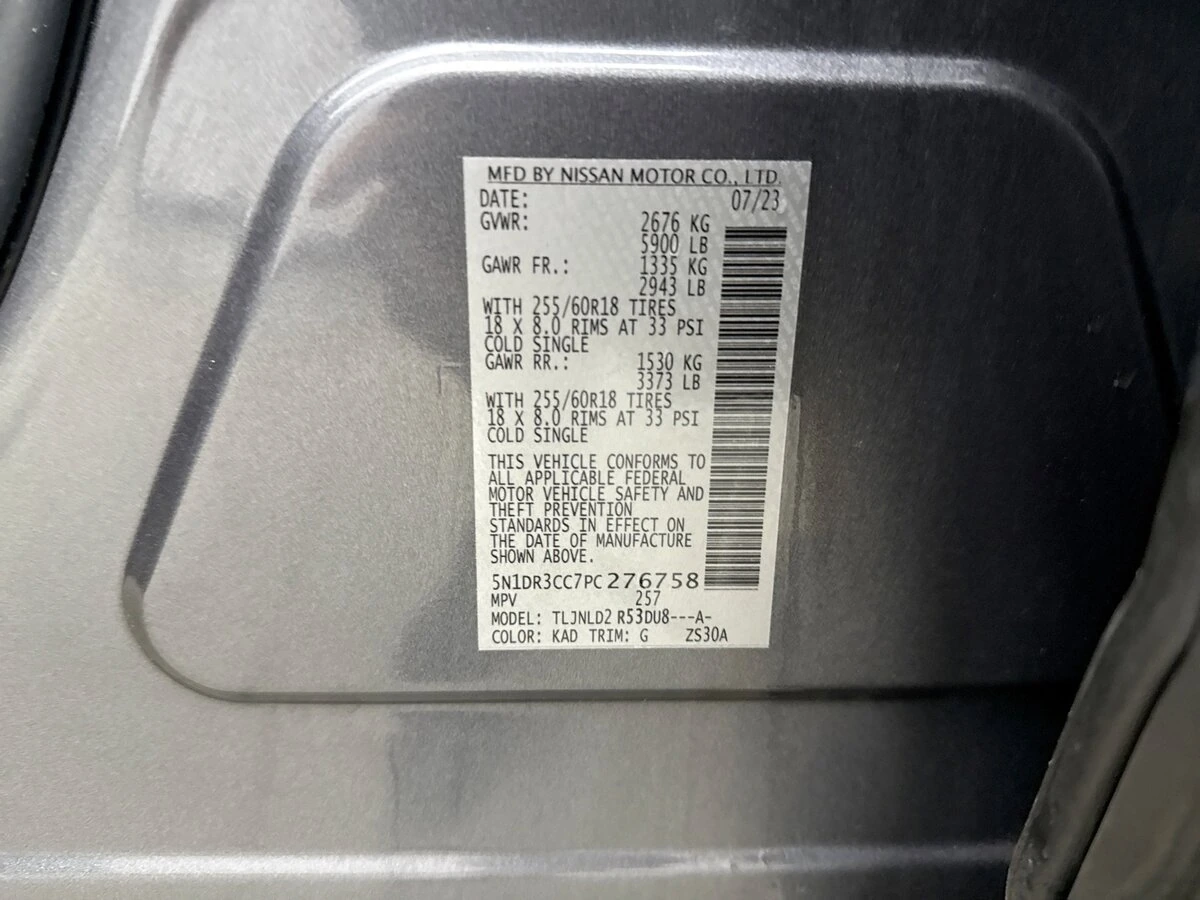 MFD BY NISSAN MOTOR CO., LTD.
DATE: 07/23
GVWR: 2676 KG
5900 LB
GAWR FR.: 1335 KG
2943 LB
WITH 255/60R18 TIRES
18 X 8.0 RIMS AT 33 PSI
COLD SINGLE
GAWR RR.: 1530 KG
3373 LB
WITH 255/60R18 TIRES
18 X 8.0 RIMS AT 33 PSI
COLD SINGLE
THIS VEHICLE CONFORMS TO
ALL APPLICABLE FEDERAL
MOTOR VEHICLE SAFETY AND
THEFT PREVENTION
STANDARDS IN EFFECT ON
THE DATE OF MANUFACTURE
SHOWN ABOVE.
5N1DR3CC7PC276758
MPV 257
MODEL: TLJNLD2 R53DU8---A-
COLOR: KAD TRIM: G ZS30A